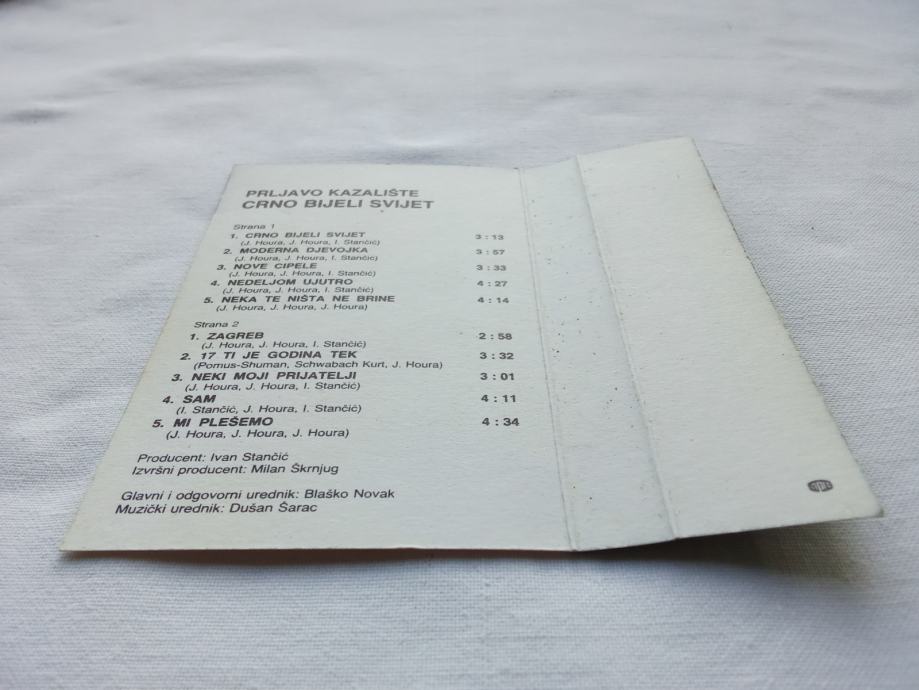 PRLJAVO KAZALIŠTE
CRNO BIJELI SVIJET
Strana 1
1. CRNO BIJELI SVIJET 3 : 13
(J. Houra, J. Houra, I. Stančić)
2. MODERNA DJEVOJKA 3 : 57
(J. Houra, J. Houra, I. Stančić)
3. NOVE CIPELE 3 : 33
(J. Houra, J. Houra, I. Stančić)
4. NEDELJOM UJUTRO 4 : 27
(J. Houra, J. Houra, I. Stančić)
5. NEKA TE NIŠTA NE BRINE 4 : 14
(J. Houra, J. Houra, J. Houra)
Strana 2
1. ZAGREB 2 : 58
(J. Houra, J. Houra, I. Stančić)
2. 17 TI JE GODINA TEK 3 : 32
(Pomus-Shuman, Schwabach Kurt, J. Houra)
3. NEKI MOJI PRIJATELJI 3 : 01
(J. Houra, J. Houra, I. Stančić)
4. SAM 4 : 11
(I. Stančić, J. Houra, I. Stančić)
5. MI PLEŠEMO 4 : 34
(J. Houra, J. Houra, J. Houra)
Producent: Ivan Stančić
Izvršni producent: Milan Škrnjug
Glavni i odgovorni urednik: Blaško Novak
Muzički urednik: Dušan Šarac